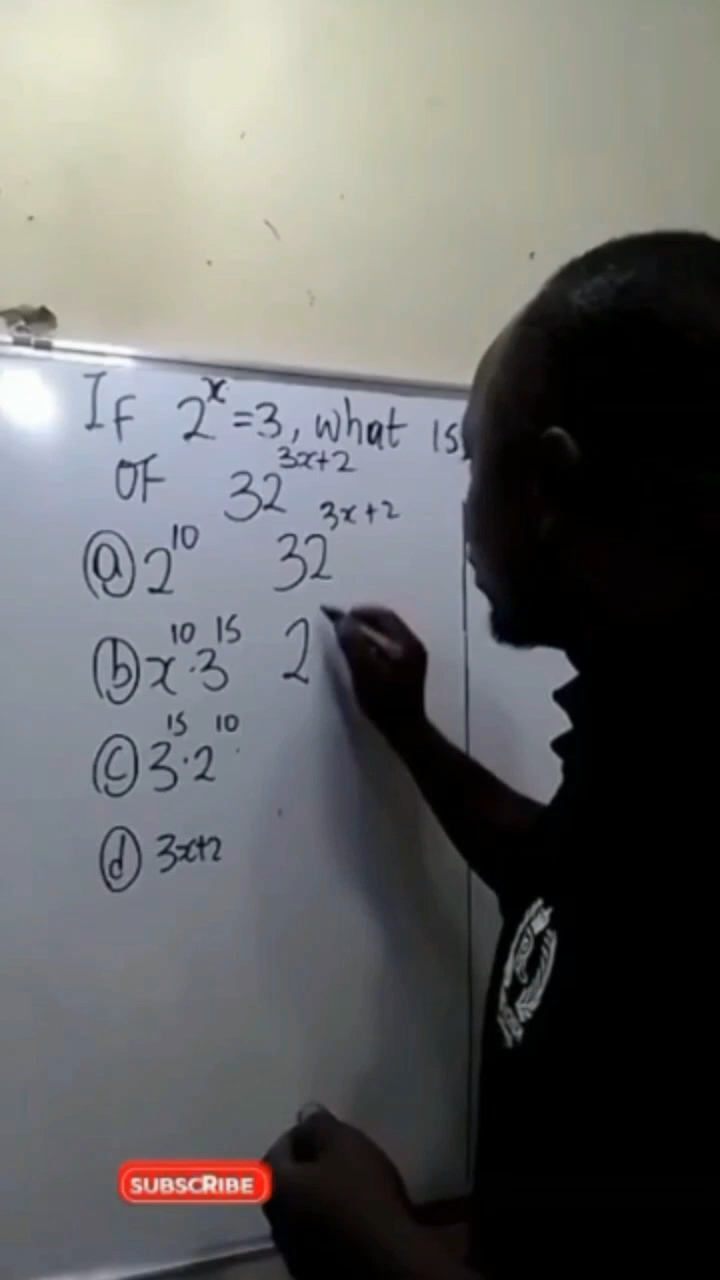 If 2^x = 3, what is
of 32^3x+2
(a) 2^10
32^3x+2
(b) x^10 · 3^15
2
(c) 3^15 · 2^10
(d) 3x+2
SUBSCRIBE